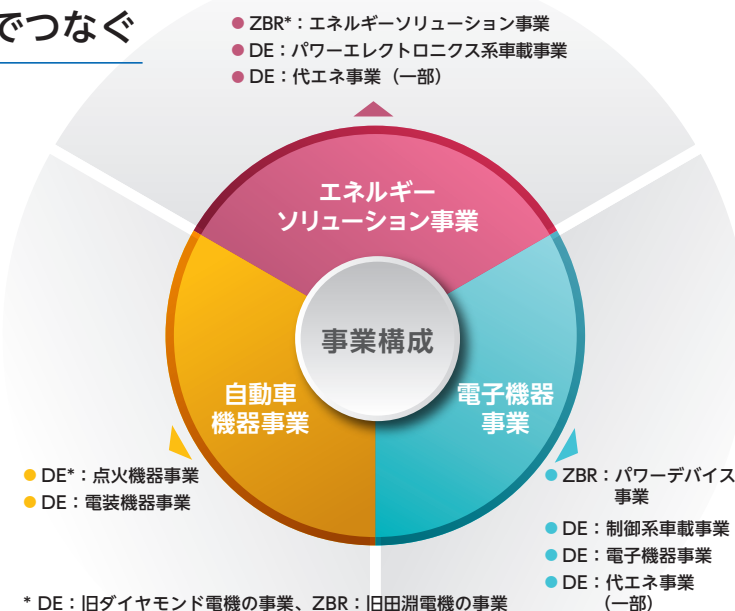 でつなぐ
● ZBR*：エネルギーソリューション事業
● DE：パワーエレクトロニクス系車載事業
● DE：代エネ事業（一部）
エネルギー
ソリューション事業
事業構成
自動車
機器事業
電子機器
事業
● DE*：点火機器事業
● DE：電装機器事業
● ZBR：パワーデバイス
事業
● DE：制御系車載事業
● DE：電子機器事業
● DE：代エネ事業
（一部）
* DE：旧ダイヤモンド電機の事業、ZBR：旧田淵電機の事業